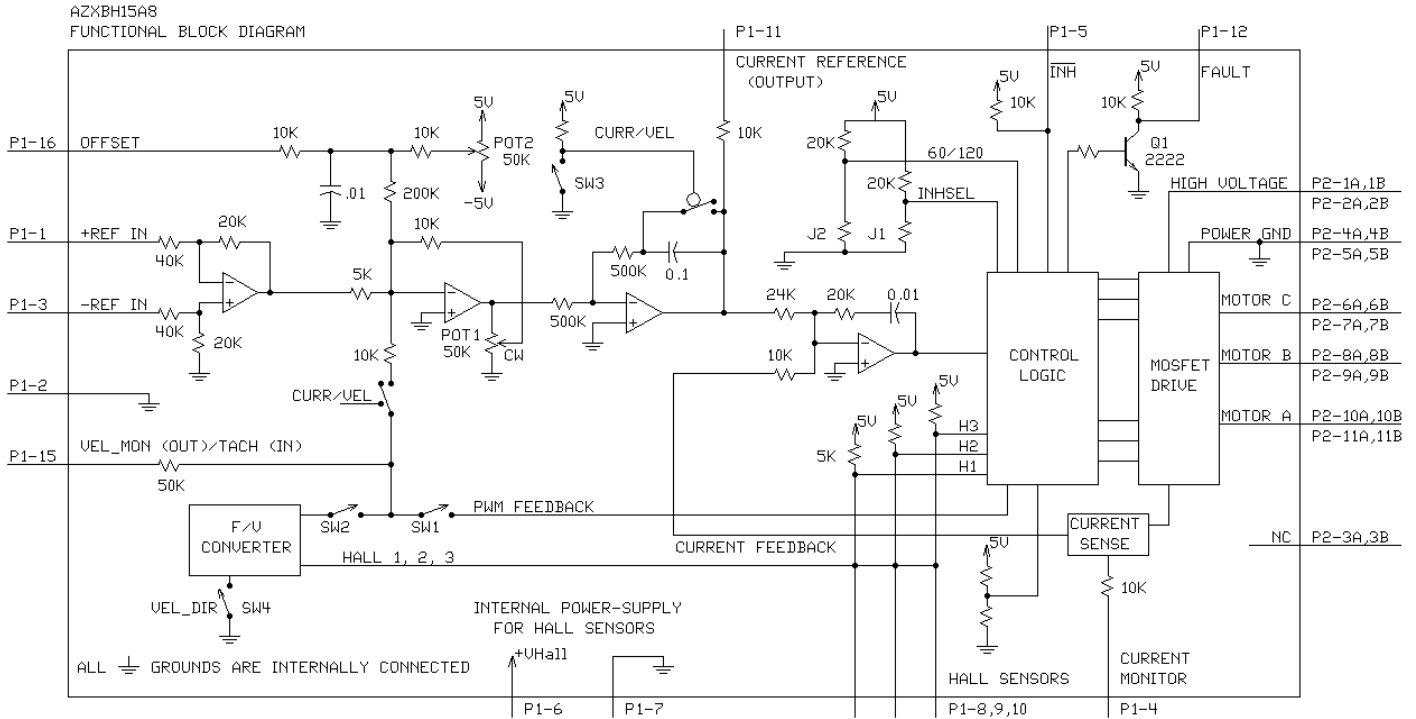 AZXBH15A8
FUNCTIONAL BLOCK DIAGRAM
P1-11
P1-5
P1-12
CURRENT REFERENCE
(OUTPUT)
5V
INH
10K
5V
10K
FAULT
Q1
2222
P1-16
OFFSET
10K
10K
5V
POT2
50K
-5V
.01
200K
5V
CURR/VEL
SW3
10K
5V
20K
60/120
20K
INHSEL
J2
J1
HIGH VOLTAGE
P2-1A,1B
P2-2A,2B
POWER GND
P2-4A,4B
P2-5A,5B
P1-1
+REF IN
20K
40K
10K
500K
0.1
P1-3
-REF IN
40K
20K
5K
POT1
50K
CW
500K
24K
20K
0.01
10K
CONTROL
LOGIC
MOSFET
DRIVE
MOTOR C
P2-6A,6B
P2-7A,7B
MOTOR B
P2-8A,8B
P2-9A,9B
MOTOR A
P2-10A,10B
P2-11A,11B
P1-2
10K
CURR/VEL
P1-15
VEL_MON (OUT)/TACH (IN)
50K
5V
5V
5V
5K
H3
H2
H1
F/V
CONVERTER
SW2
SW1
PWM FEEDBACK
CURRENT FEEDBACK
CURRENT
SENSE
NC
P2-3A,3B
HALL 1, 2, 3
5V
10K
VEL_DIR
SW4
INTERNAL POWER-SUPPLY
FOR HALL SENSORS
+VHall
ALL GROUNDS ARE INTERNALLY CONNECTED
HALL SENSORS
CURRENT
MONITOR
P1-6
P1-7
P1-8,9,10
P1-4